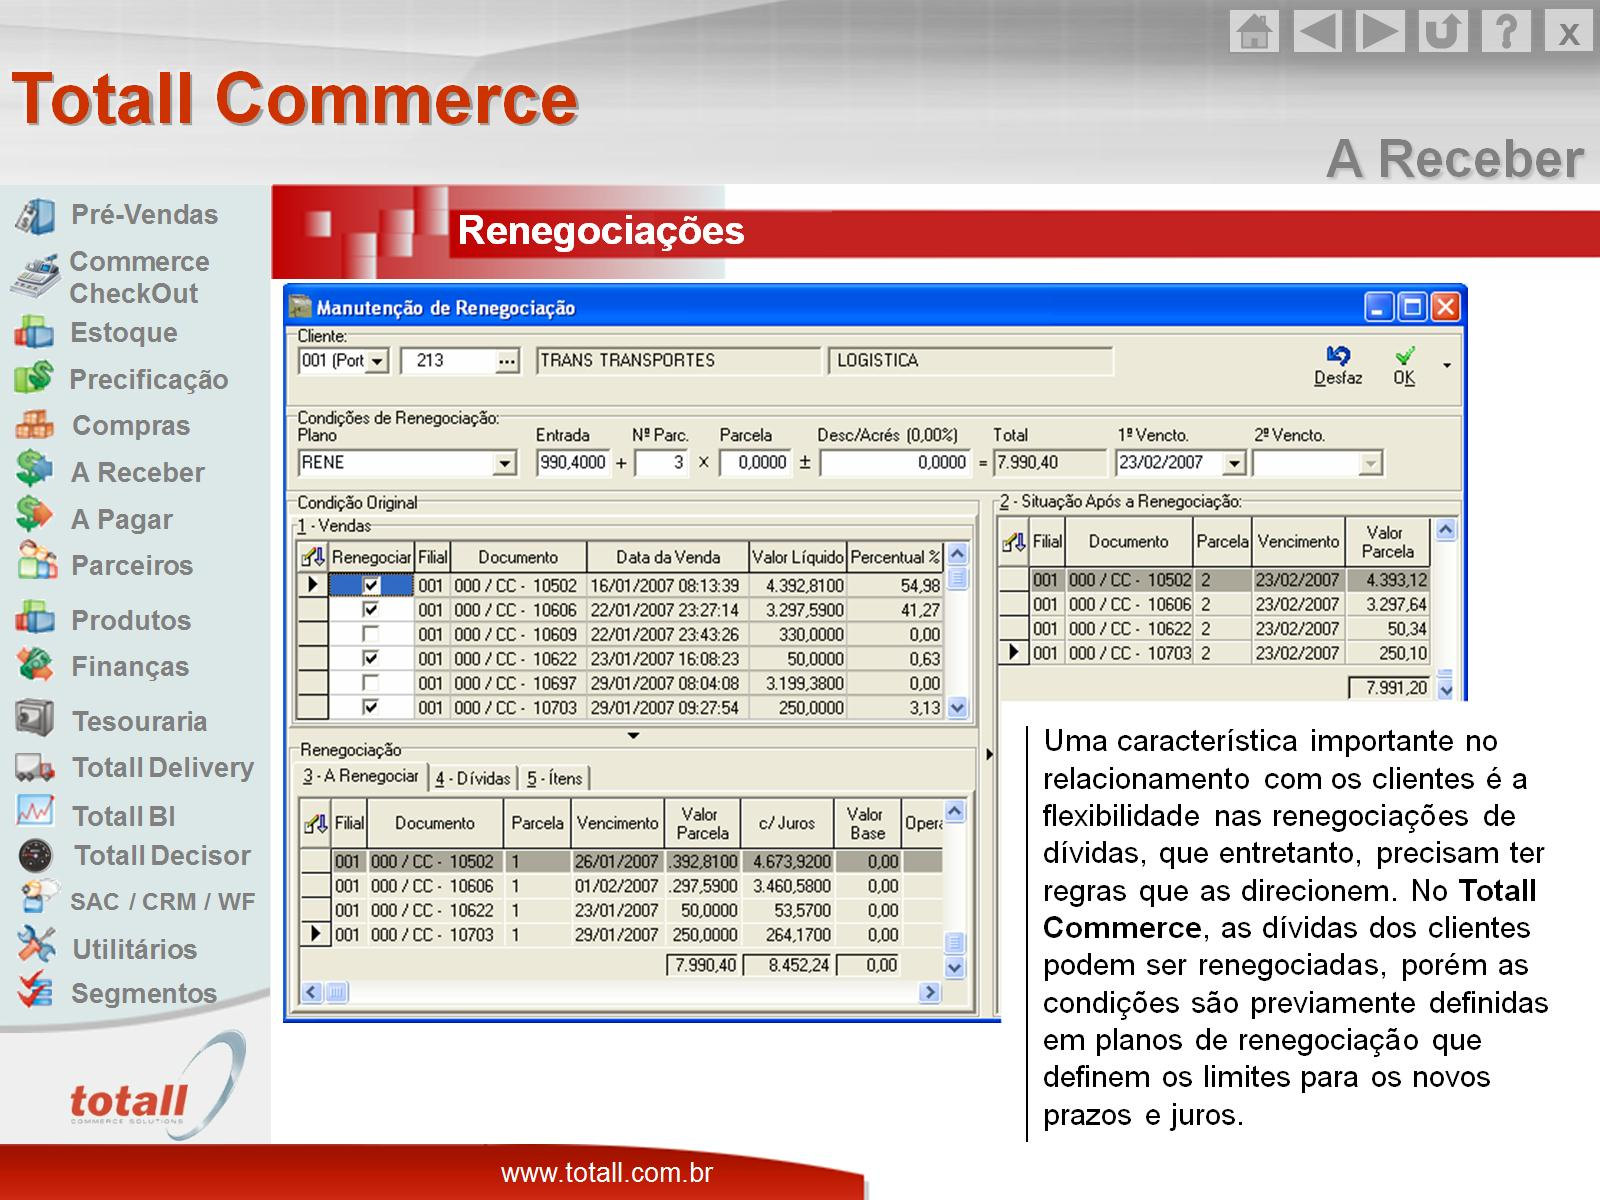 x
Totall Commerce
A Receber
Pré-Vendas
Commerce
CheckOut
Estoque
Precificação
Compras
A Receber
A Pagar
Parceiros
Produtos
Finanças
Tesouraria
Totall Delivery
Totall BI
Totall Decisor
SAC / CRM / WF
Utilitários
Segmentos
totall
COMMERCE SOLUTIONS
Renegociações
Manutenção de Renegociação
Cliente:
001 (Port 213 ... TRANS TRANSPORTES LOGISTICA
Desfaz OK
Condições de Renegociação:
Plano Entrada Nº Parc. Parcela Desc/Acrés (0,00%) Total 1º Vencto. 2º Vencto.
RENE 990,4000 + 3 x 0,0000 ± 0,0000 = 7.990,40 23/02/2007
Condição Original
1 - Vendas
Renegociar Filial Documento Data da Venda Valor Líquido Percentual %
001 000 / CC - 10502 16/01/2007 08:13:39 4.392,8100 54,98
001 000 / CC - 10606 22/01/2007 23:27:14 3.297,5900 41,27
001 000 / CC - 10609 22/01/2007 23:43:26 330,0000 0,00
001 000 / CC - 10622 23/01/2007 16:08:23 50,0000 0,63
001 000 / CC - 10697 29/01/2007 08:04:08 3.199,3800 0,00
001 000 / CC - 10703 29/01/2007 09:27:54 250,0000 3,13
2 - Situação Após a Renegociação:
Filial Documento Parcela Vencimento Valor Parcela
001 000 / CC - 10502 2 23/02/2007 4.393,12
001 000 / CC - 10606 2 23/02/2007 3.297,64
001 000 / CC - 10622 2 23/02/2007 50,34
001 000 / CC - 10703 2 23/02/2007 250,10
7.991,20
Renegociação
3 - A Renegociar 4 - Dívidas 5 - Ítens
Filial Documento Parcela Vencimento Valor Parcela c/ Juros Valor Base Opera
001 000 / CC - 10502 1 26/01/2007 .392,8100 4.673,9200 0,00
001 000 / CC - 10606 1 01/02/2007 .297,5900 3.460,5800 0,00
001 000 / CC - 10622 1 23/01/2007 50,0000 53,5700 0,00
001 000 / CC - 10703 1 29/01/2007 250,0000 264,1700 0,00
7.990,40 8.452,24 0,00
Uma característica importante no
relacionamento com os clientes é a
flexibilidade nas renegociações de
dívidas, que entretanto, precisam ter
regras que as direcionem. No Totall
Commerce, as dívidas dos clientes
podem ser renegociadas, porém as
condições são previamente definidas
em planos de renegociação que
definem os limites para os novos
prazos e juros.
www.totall.com.br